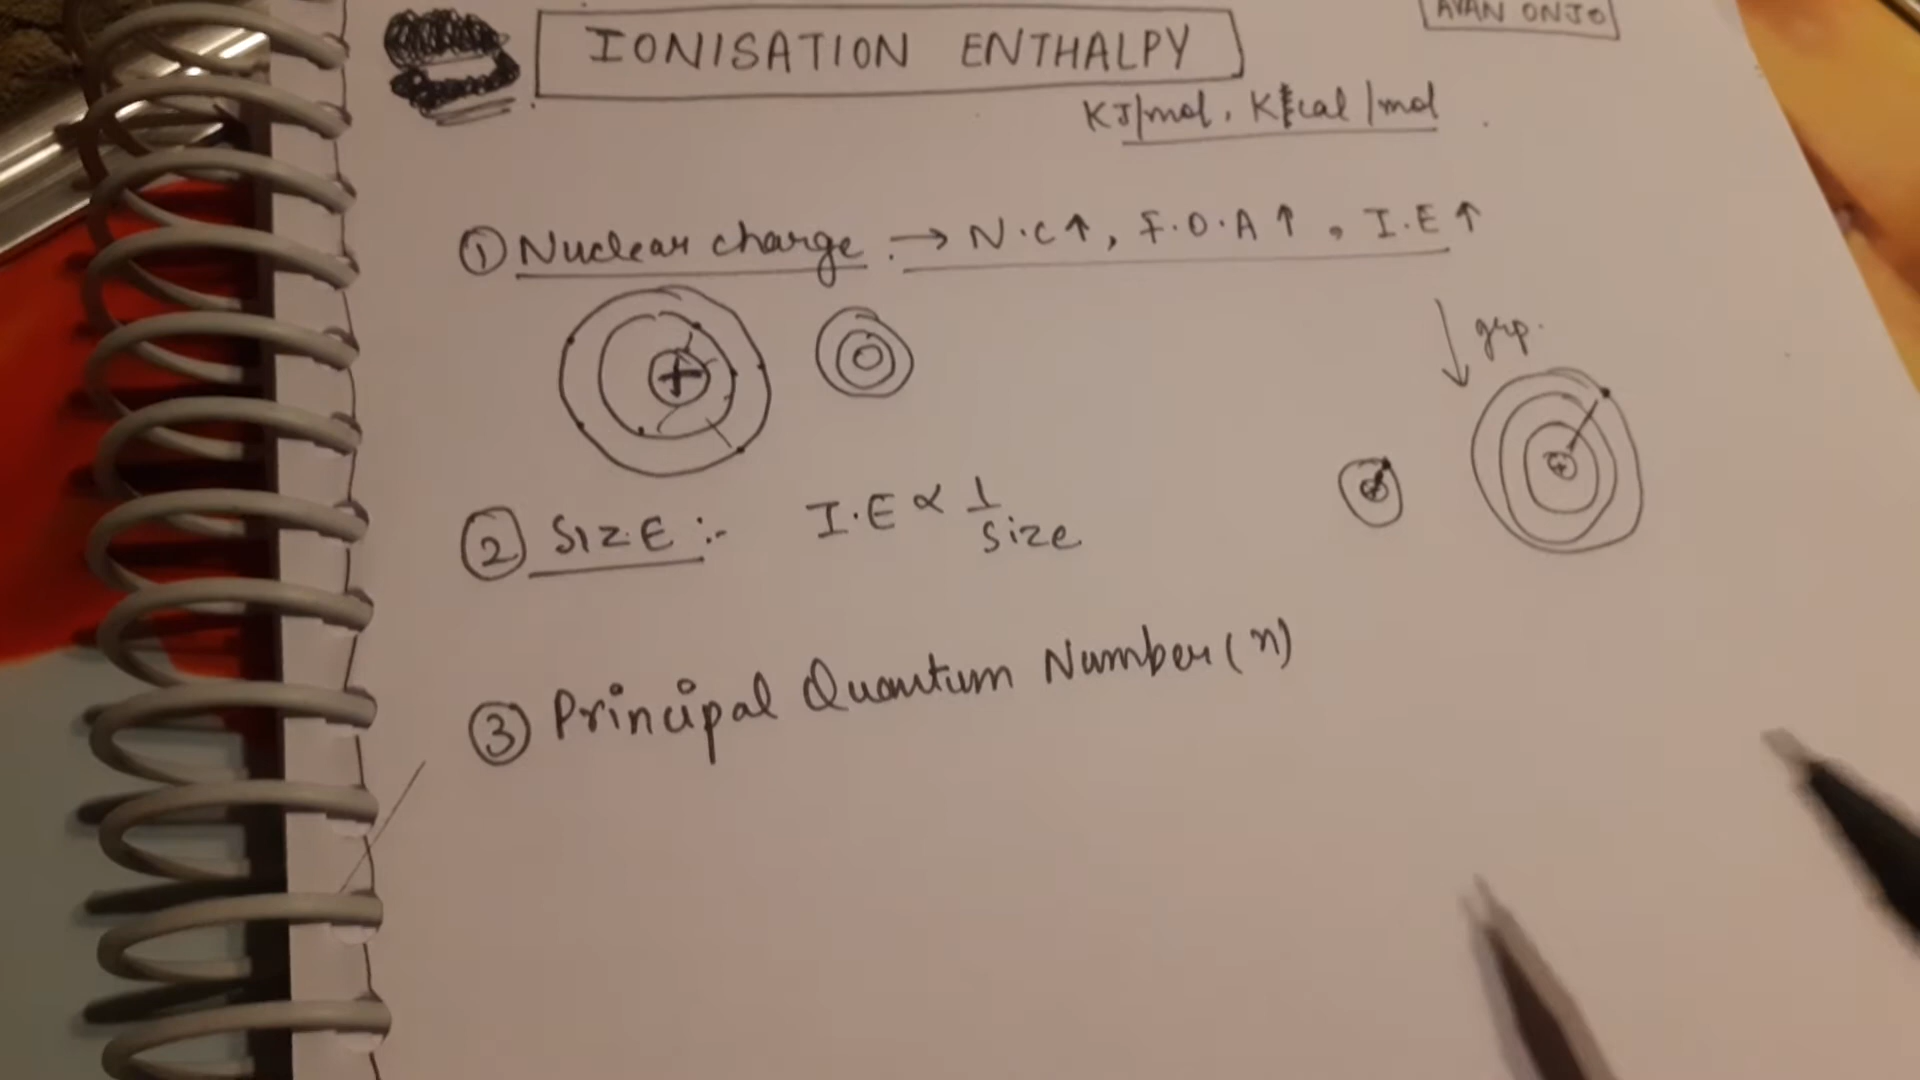 AYAN ONJO
IONISATION ENTHALPY
KJ/mol, Kcal/mol
① Nuclear charge. → N.C↑, F.O.A↑, I.E↑
grp.
② SIZE :- I.E ∝ 1/size
③ Principal Quantum Number (n)